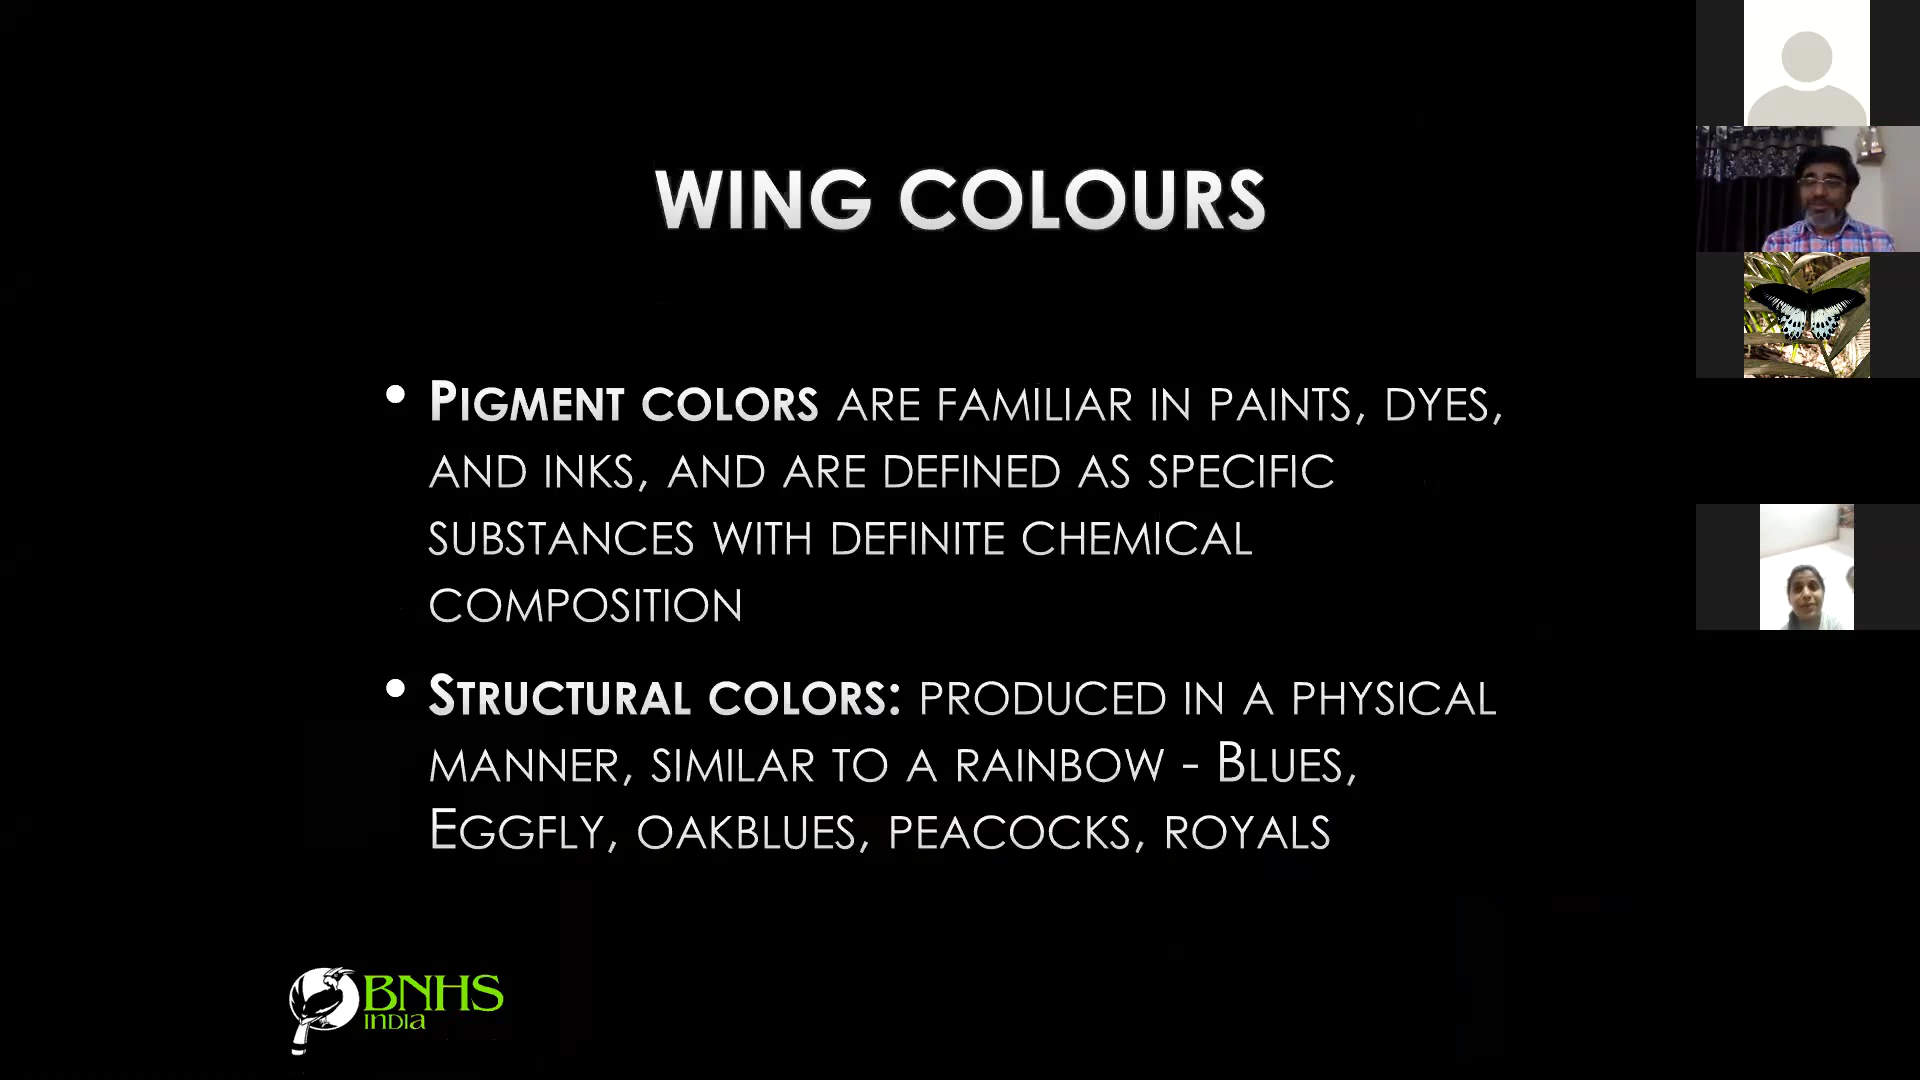 WING COLOURS
• PIGMENT COLORS ARE FAMILIAR IN PAINTS, DYES,
AND INKS, AND ARE DEFINED AS SPECIFIC
SUBSTANCES WITH DEFINITE CHEMICAL
COMPOSITION
• STRUCTURAL COLORS: PRODUCED IN A PHYSICAL
MANNER, SIMILAR TO A RAINBOW - BLUES,
EGGFLY, OAKBLUES, PEACOCKS, ROYALS
BNHS
INDIA